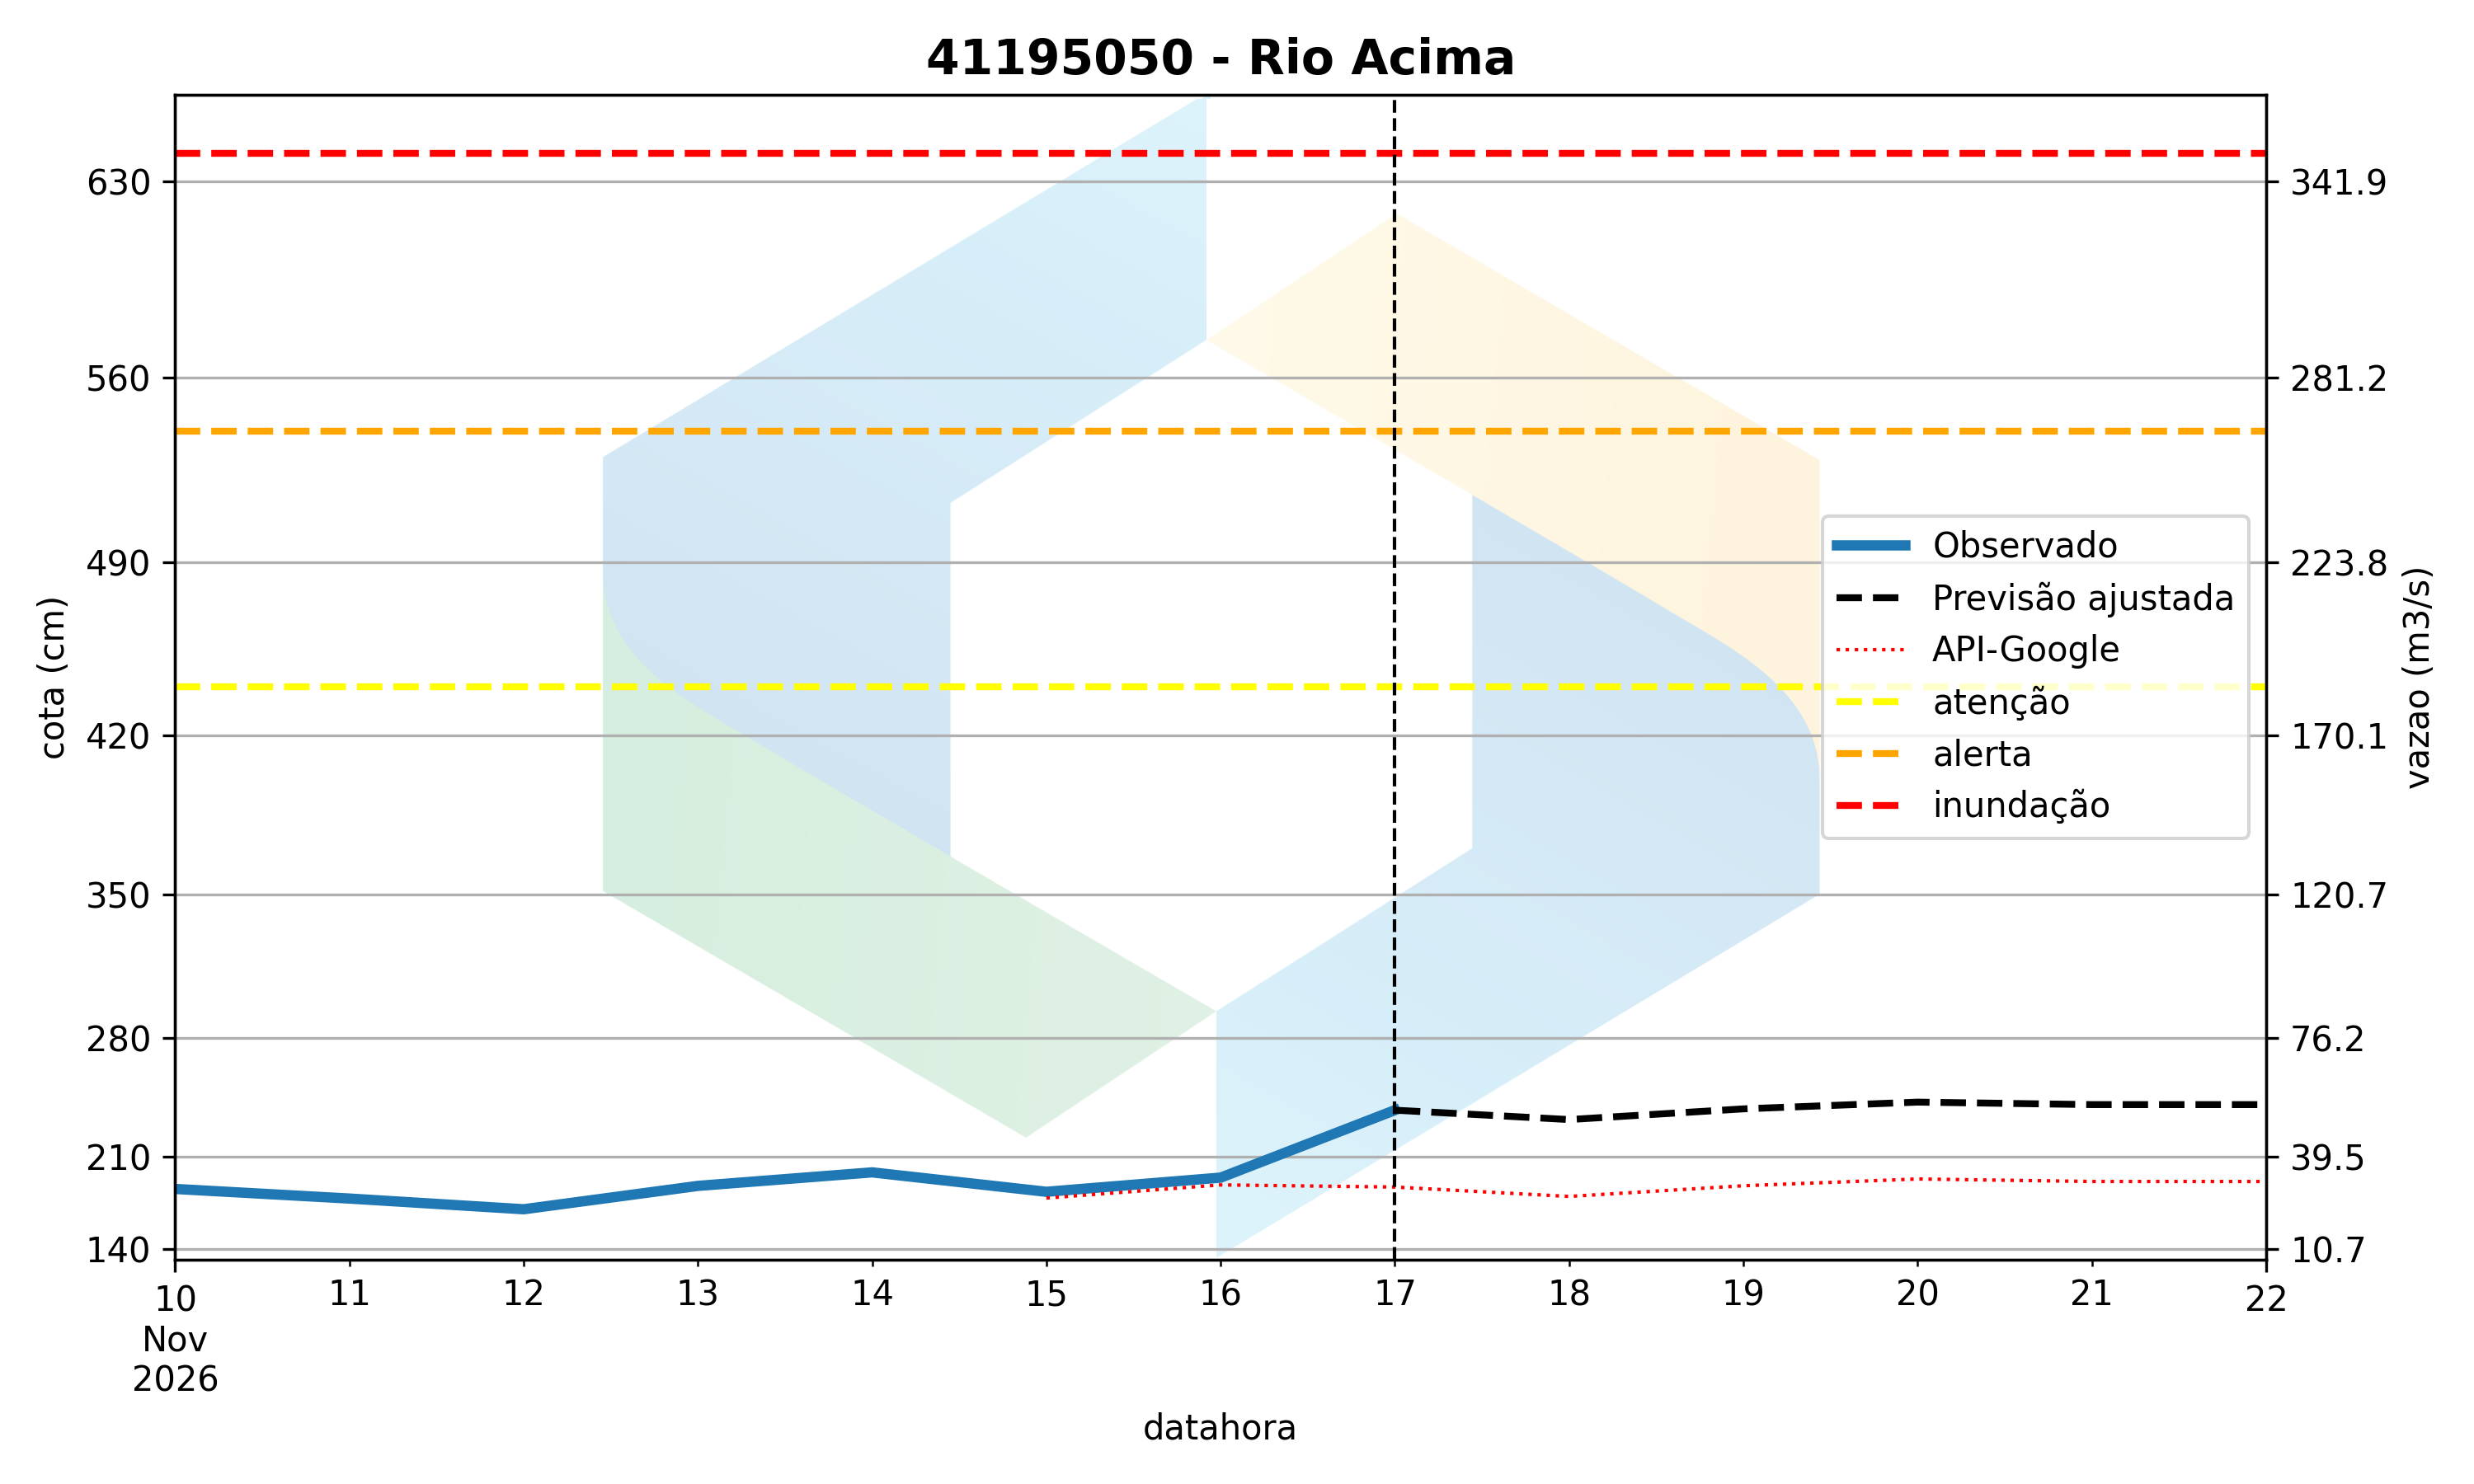 41195050 - Rio Acima
cota (cm)
630
560
490
420
350
280
210
140
341.9
281.2
223.8
170.1
120.7
76.2
39.5
10.7
vazao (m3/s)
Observado
Previsão ajustada
API-Google
atenção
alerta
inundação
10 11 12 13 14 15 16 17 18 19 20 21 22
Nov
2026
datahora